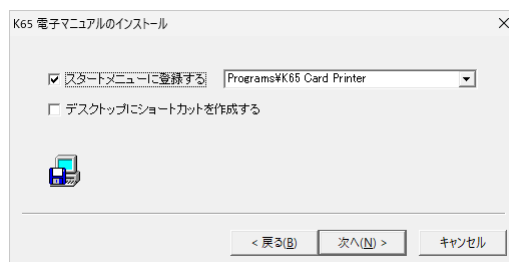 K65 電子マニュアルのインストール
スタートメニューに登録する Programs¥K65 Card Printer
デスクトップにショートカットを作成する
< 戻る(B) 次へ(N) > キャンセル